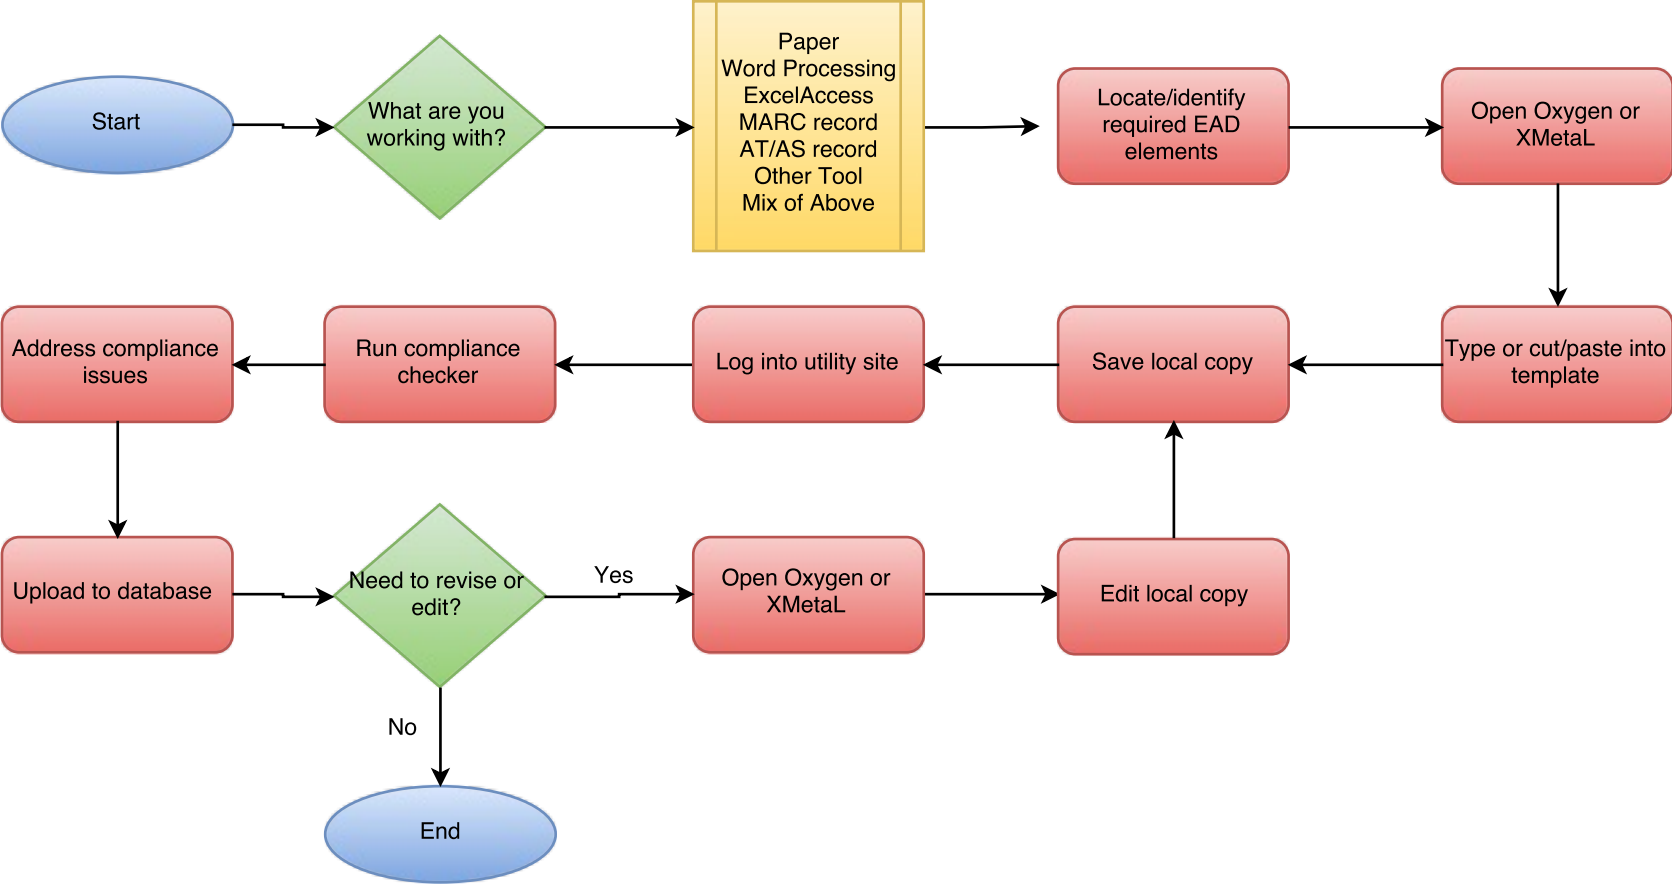 Start
What are you
working with?
Paper
Word Processing
ExcelAccess
MARC record
AT/AS record
Other Tool
Mix of Above
Locate/identify
required EAD
elements
Open Oxygen or
XMetaL
Type or cut/paste into
template
Save local copy
Log into utility site
Run compliance
checker
Address compliance
issues
Upload to database
Need to revise or
edit?
Yes
Open Oxygen or
XMetaL
Edit local copy
No
End